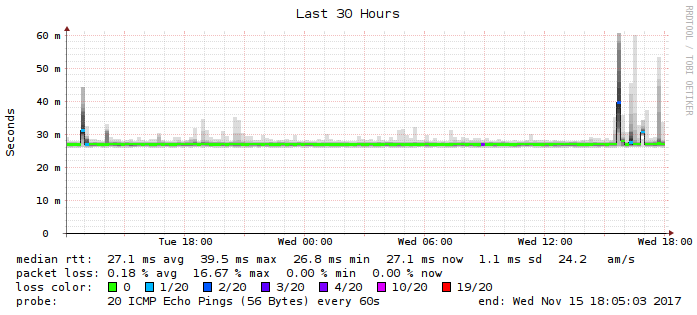 Last 30 Hours
RRDTOOL / TOBI OETIKER
Seconds
60 m
50 m
40 m
30 m
20 m
10 m
0
Tue 18:00 Wed 00:00 Wed 06:00 Wed 12:00 Wed 18:00
median rtt: 27.1 ms avg 39.5 ms max 26.8 ms min 27.1 ms now 1.1 ms sd 24.2 am/s
packet loss: 0.18 % avg 16.67 % max 0.00 % min 0.00 % now
loss color: 0 1/20 2/20 3/20 4/20 10/20 19/20
probe: 20 ICMP Echo Pings (56 Bytes) every 60s end: Wed Nov 15 18:05:03 2017